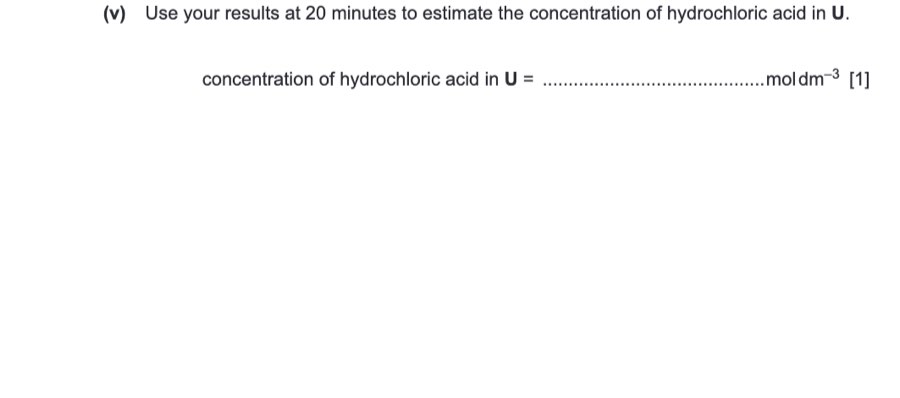 (v) Use your results at 20 minutes to estimate the concentration of hydrochloric acid in U.
concentration of hydrochloric acid in U = .............................................mol dm⁻³ [1]